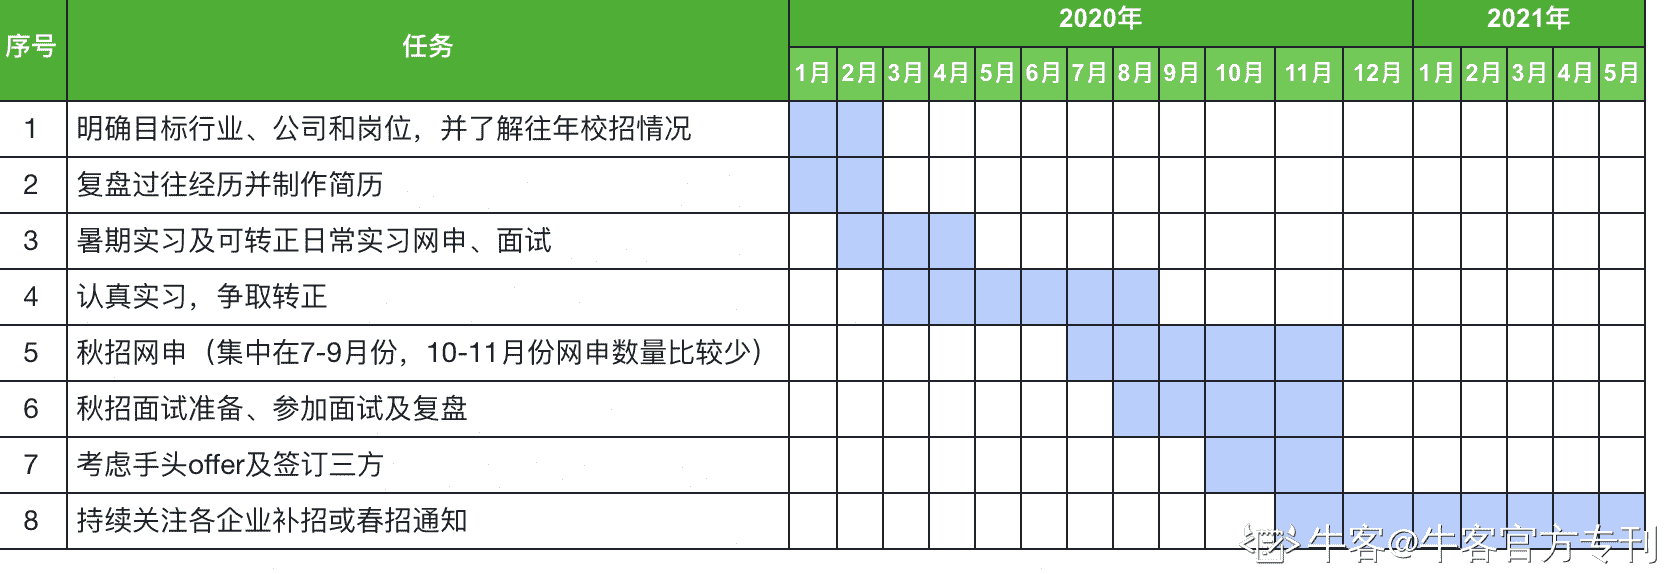 序号 任务 2020年 2021年
1月 2月 3月 4月 5月 6月 7月 8月 9月 10月 11月 12月 1月 2月 3月 4月 5月
1 明确目标行业、公司和岗位，并了解往年校招情况
2 复盘过往经历并制作简历
3 暑期实习及可转正日常实习网申、面试
4 认真实习，争取转正
5 秋招网申（集中在7-9月份，10-11月份网申数量比较少）
6 秋招面试准备、参加面试及复盘
7 考虑手头offer及签订三方
8 持续关注各企业补招或春招通知
牛客@牛客官方专刊